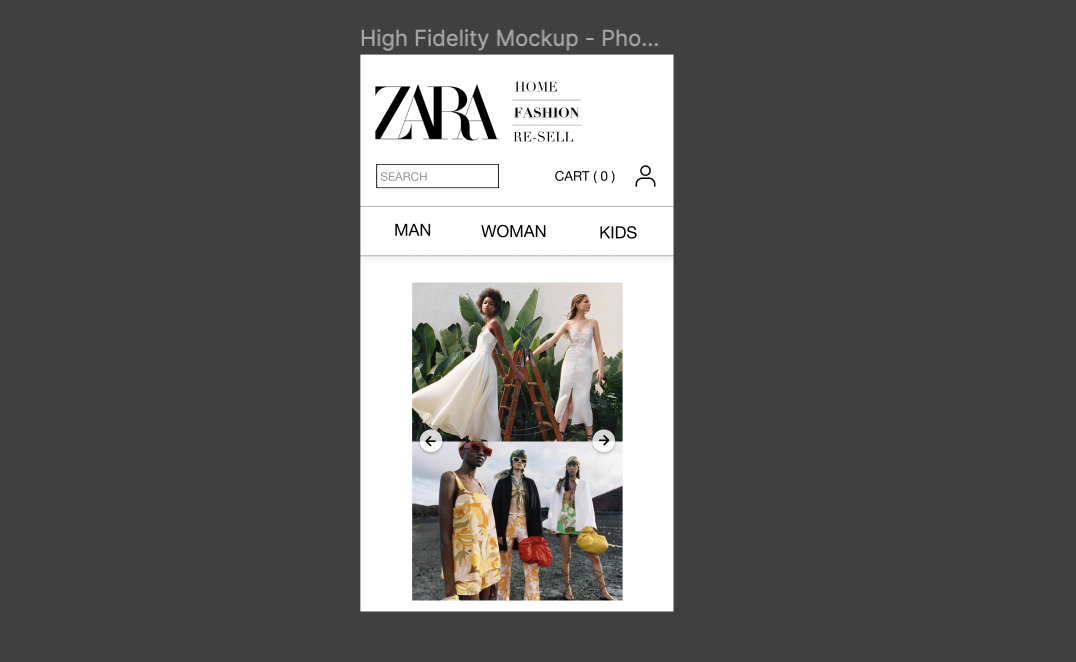 High Fidelity Mockup - Pho...
ZARA
HOME
FASHION
RE-SELL
SEARCH
CART ( 0 )
MAN
WOMAN
KIDS